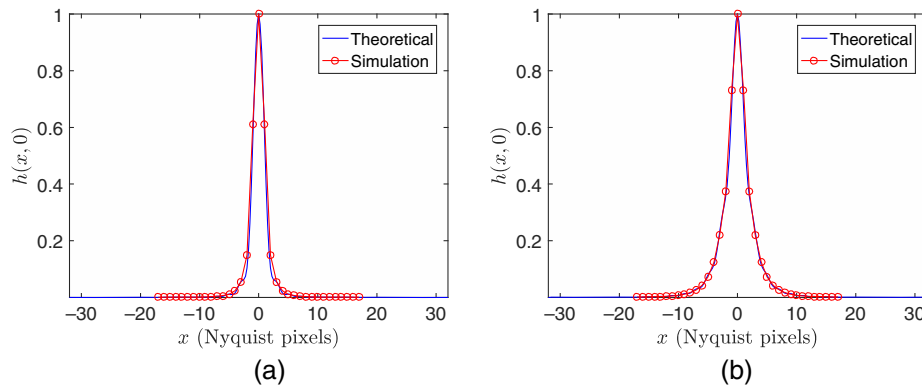 1
0.8
0.6
0.4
0.2
h(x, 0)
−30 −20 −10 0 10 20 30
x (Nyquist pixels)
Theoretical
Simulation
(a)
1
0.8
0.6
0.4
0.2
h(x, 0)
−30 −20 −10 0 10 20 30
x (Nyquist pixels)
Theoretical
Simulation
(b)